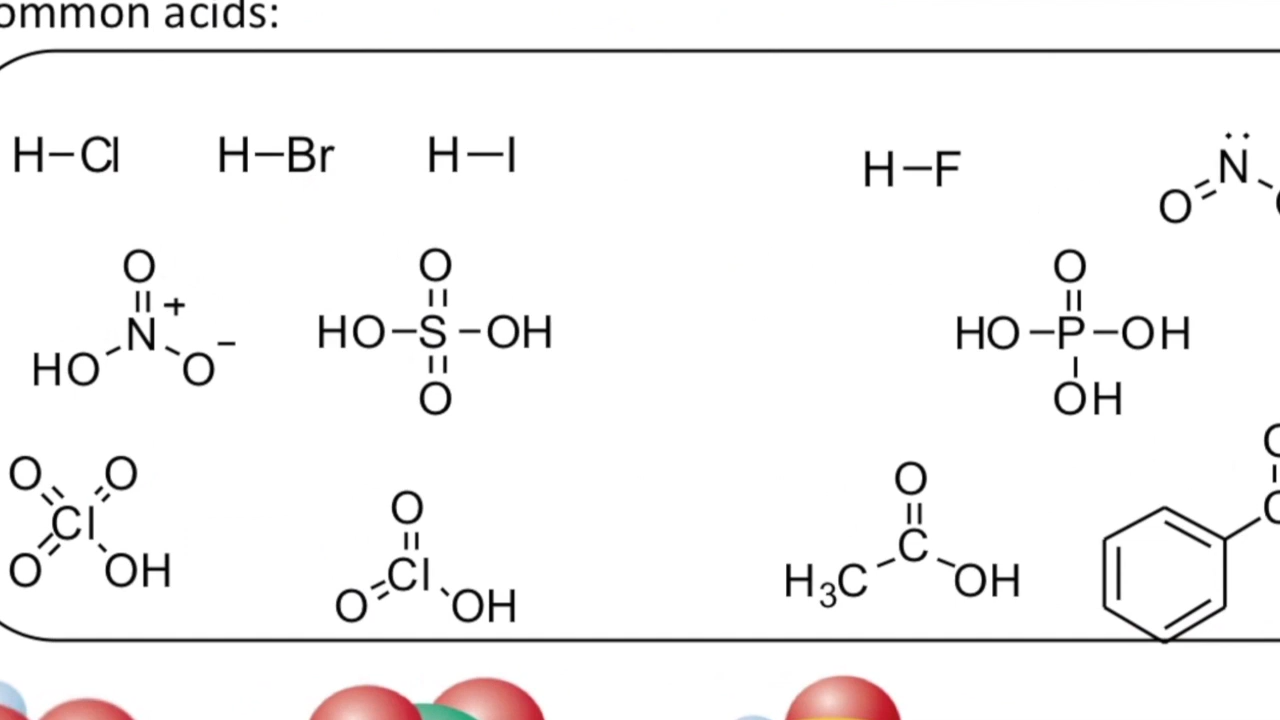 ommon acids:
H–Cl H–Br H–I H–F N
O
O O O
N + S P
HO O − HO OH HO OH
O OH
O O O O
Cl Cl C
O OH O OH H3C OH